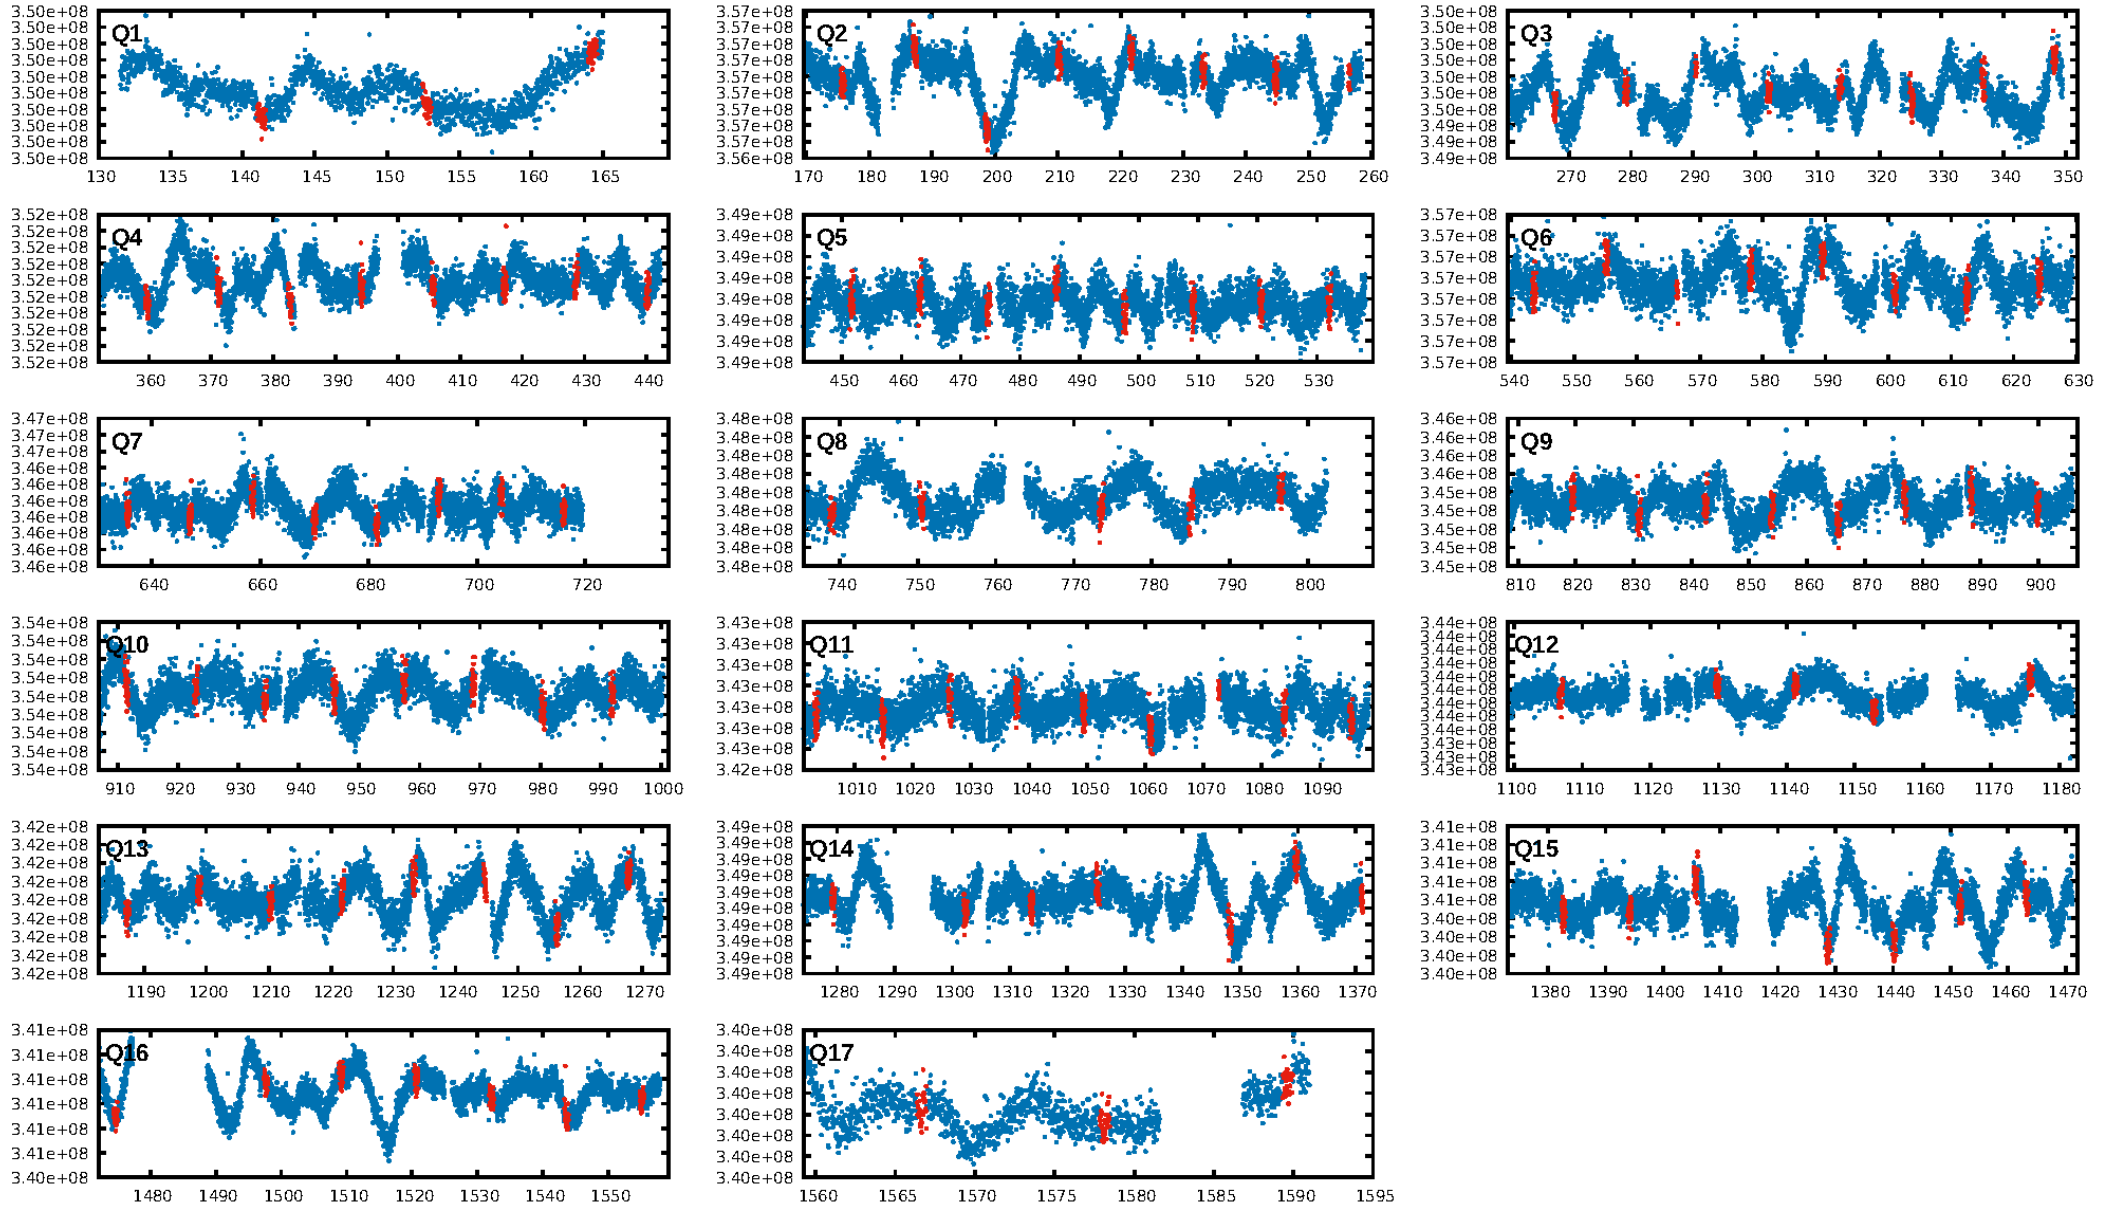 3.50e+08
3.50e+08
3.50e+08
3.50e+08
3.50e+08
3.50e+08
3.50e+08
3.50e+08
3.50e+08
3.50e+08
Q1
130 135 140 145 150 155 160 165
3.57e+08
3.57e+08
3.57e+08
3.57e+08
3.57e+08
3.57e+08
3.57e+08
3.57e+08
3.57e+08
3.56e+08
Q2
170 180 190 200 210 220 230 240 250 260
3.50e+08
3.50e+08
3.50e+08
3.50e+08
3.50e+08
3.50e+08
3.50e+08
3.50e+08
3.49e+08
3.49e+08
Q3
270 280 290 300 310 320 330 340 350
3.52e+08
3.52e+08
3.52e+08
3.52e+08
3.52e+08
3.52e+08
3.52e+08
3.52e+08
3.52e+08
3.52e+08
Q4
360 370 380 390 400 410 420 430 440
3.49e+08
3.49e+08
3.49e+08
3.49e+08
3.49e+08
3.49e+08
3.49e+08
3.49e+08
Q5
450 460 470 480 490 500 510 520 530
3.57e+08
3.57e+08
3.57e+08
3.57e+08
3.57e+08
3.57e+08
3.57e+08
3.57e+08
Q6
540 550 560 570 580 590 600 610 620 630
3.47e+08
3.47e+08
3.47e+08
3.46e+08
3.46e+08
3.46e+08
3.46e+08
3.46e+08
3.46e+08
3.46e+08
Q7
640 660 680 700 720
3.48e+08
3.48e+08
3.48e+08
3.48e+08
3.48e+08
3.48e+08
3.48e+08
3.48e+08
3.48e+08
Q8
740 750 760 770 780 790 800
3.46e+08
3.46e+08
3.46e+08
3.46e+08
3.45e+08
3.45e+08
3.45e+08
3.45e+08
3.45e+08
Q9
810 820 830 840 850 860 870 880 890 900
3.54e+08
3.54e+08
3.54e+08
3.54e+08
3.54e+08
3.54e+08
3.54e+08
3.54e+08
3.54e+08
Q10
910 920 930 940 950 960 970 980 990 1000
3.43e+08
3.43e+08
3.43e+08
3.43e+08
3.43e+08
3.43e+08
3.43e+08
3.42e+08
Q11
1010 1020 1030 1040 1050 1060 1070 1080 1090
3.44e+08
3.44e+08
3.44e+08
3.44e+08
3.44e+08
3.44e+08
3.44e+08
3.44e+08
3.44e+08
3.43e+08
3.43e+08
3.43e+08
Q12
1100 1110 1120 1130 1140 1150 1160 1170 1180
3.42e+08
3.42e+08
3.42e+08
3.42e+08
3.42e+08
3.42e+08
3.42e+08
3.42e+08
3.42e+08
Q13
1190 1200 1210 1220 1230 1240 1250 1260 1270
3.49e+08
3.49e+08
3.49e+08
3.49e+08
3.49e+08
3.49e+08
3.49e+08
3.49e+08
3.49e+08
3.49e+08
Q14
1280 1290 1300 1310 1320 1330 1340 1350 1360 1370
3.41e+08
3.41e+08
3.41e+08
3.41e+08
3.41e+08
3.40e+08
3.40e+08
3.40e+08
3.40e+08
Q15
1380 1390 1400 1410 1420 1430 1440 1450 1460 1470
3.41e+08
3.41e+08
3.41e+08
3.41e+08
3.41e+08
3.41e+08
3.40e+08
Q16
1480 1490 1500 1510 1520 1530 1540 1550
3.40e+08
3.40e+08
3.40e+08
3.40e+08
3.40e+08
3.40e+08
3.40e+08
3.40e+08
Q17
1560 1565 1570 1575 1580 1585 1590 1595